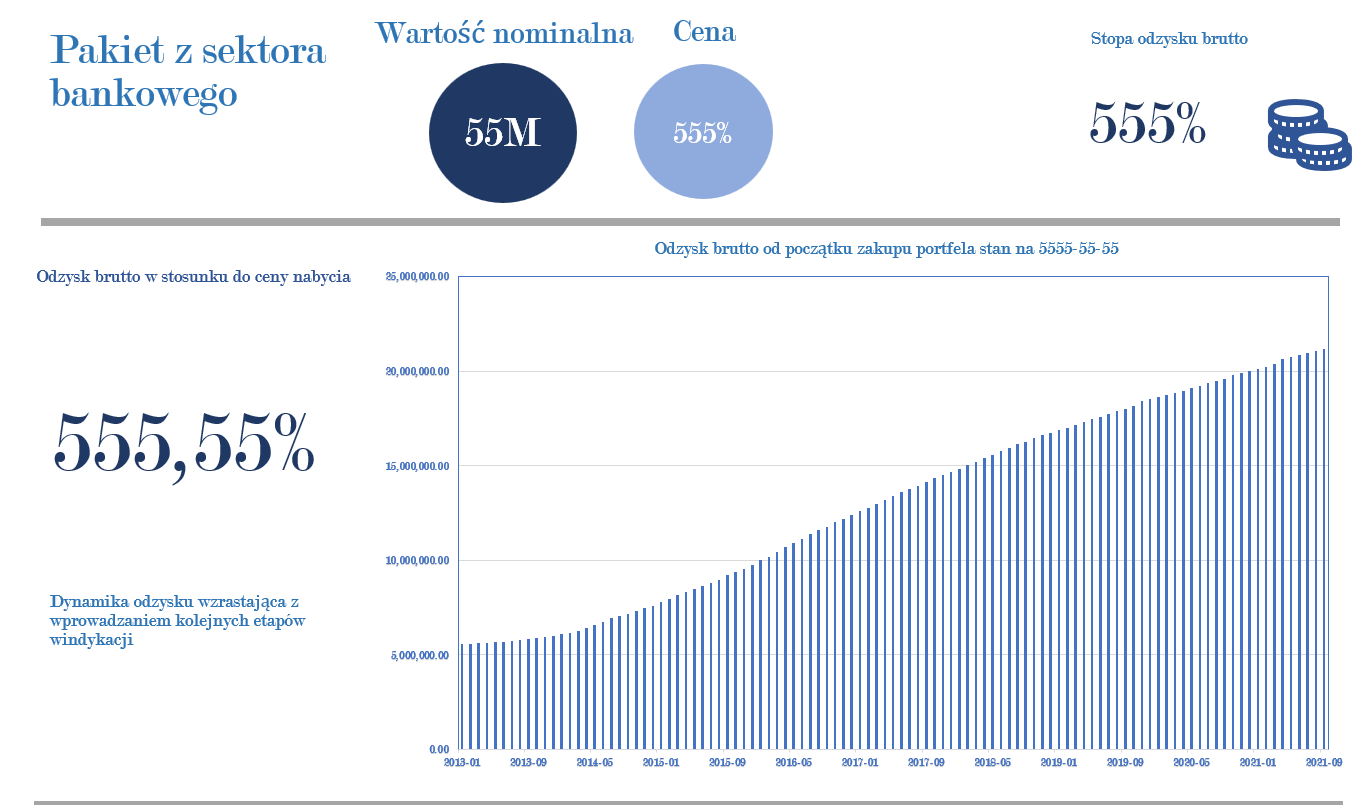 Pakiet z sektora
bankowego
Wartość nominalna
Cena
55M
555%
Stopa odzysku brutto
555%
Odzysk brutto od początku zakupu portfela stan na 5555-55-55
Odzysk brutto w stosunku do ceny nabycia
555,55%
Dynamika odzysku wzrastająca z
wprowadzaniem kolejnych etapów
windykacji
25,000,000.00
20,000,000.00
15,000,000.00
10,000,000.00
5,000,000.00
0.00
2013-01 2013-09 2014-05 2015-01 2015-09 2016-05 2017-01 2017-09 2018-05 2019-01 2019-09 2020-05 2021-01 2021-09